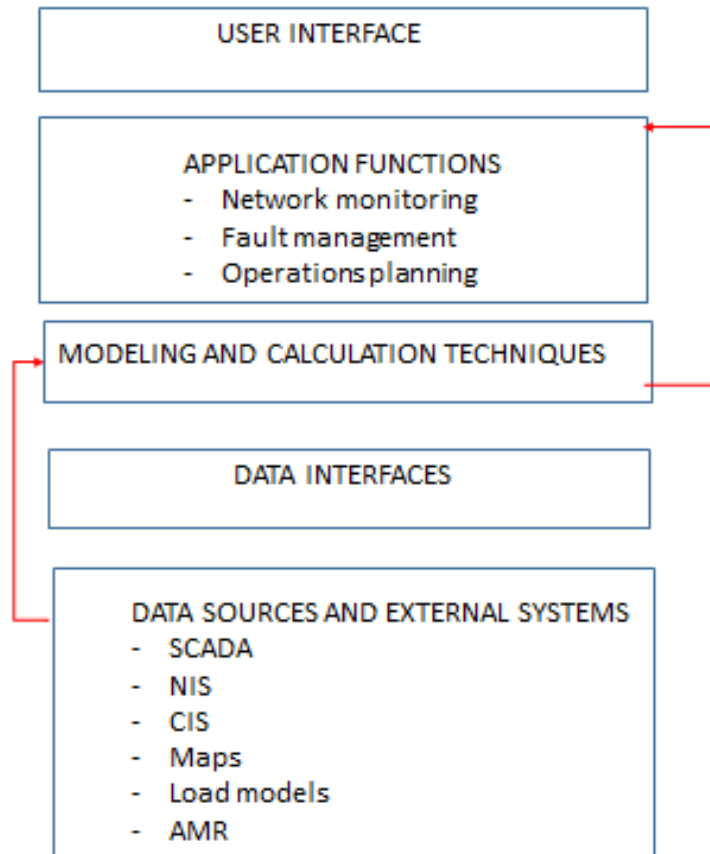 USER INTERFACE
APPLICATION FUNCTIONS
- Network monitoring
- Fault management
- Operations planning
MODELING AND CALCULATION TECHNIQUES
DATA INTERFACES
DATA SOURCES AND EXTERNAL SYSTEMS
- SCADA
- NIS
- CIS
- Maps
- Load models
- AMR